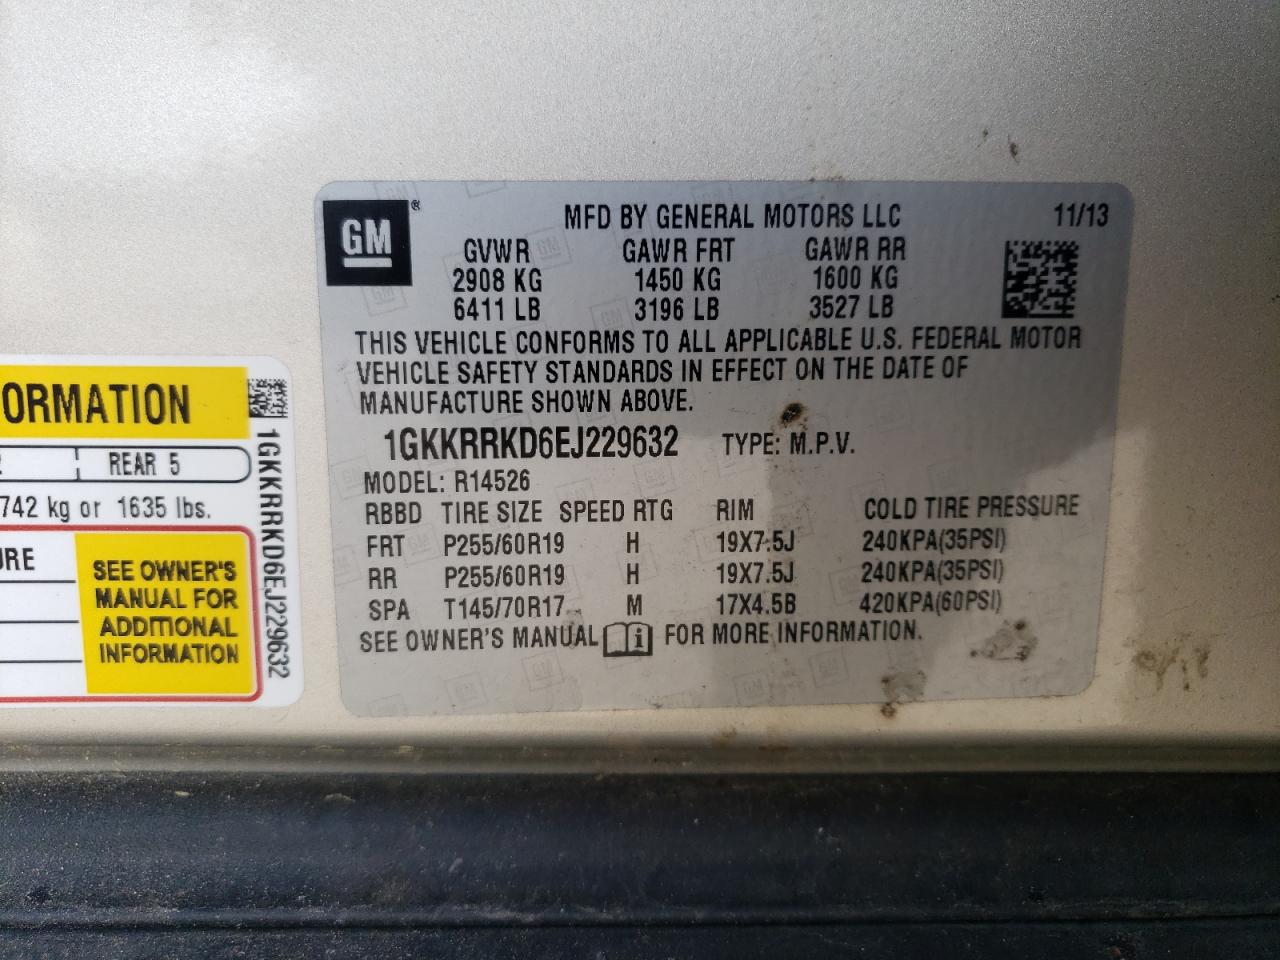 GM®
MFD BY GENERAL MOTORS LLC 11/13
GVWR GAWR FRT GAWR RR
2908 KG 1450 KG 1600 KG
6411 LB 3196 LB 3527 LB
THIS VEHICLE CONFORMS TO ALL APPLICABLE U.S. FEDERAL MOTOR
VEHICLE SAFETY STANDARDS IN EFFECT ON THE DATE OF
MANUFACTURE SHOWN ABOVE.
1GKKRRKD6EJ229632 TYPE: M.P.V.
MODEL: R14526
RBBD TIRE SIZE SPEED RTG RIM COLD TIRE PRESSURE
FRT P255/60R19 H 19X7.5J 240KPA(35PSI)
RR P255/60R19 H 19X7.5J 240KPA(35PSI)
SPA T145/70R17 M 17X4.5B 420KPA(60PSI)
SEE OWNER'S MANUAL FOR MORE INFORMATION.
ORMATION
REAR 5
742 kg or 1635 lbs.
URE
SEE OWNER'S
MANUAL FOR
ADDITIONAL
INFORMATION
1GKKRRKD6EJ229632